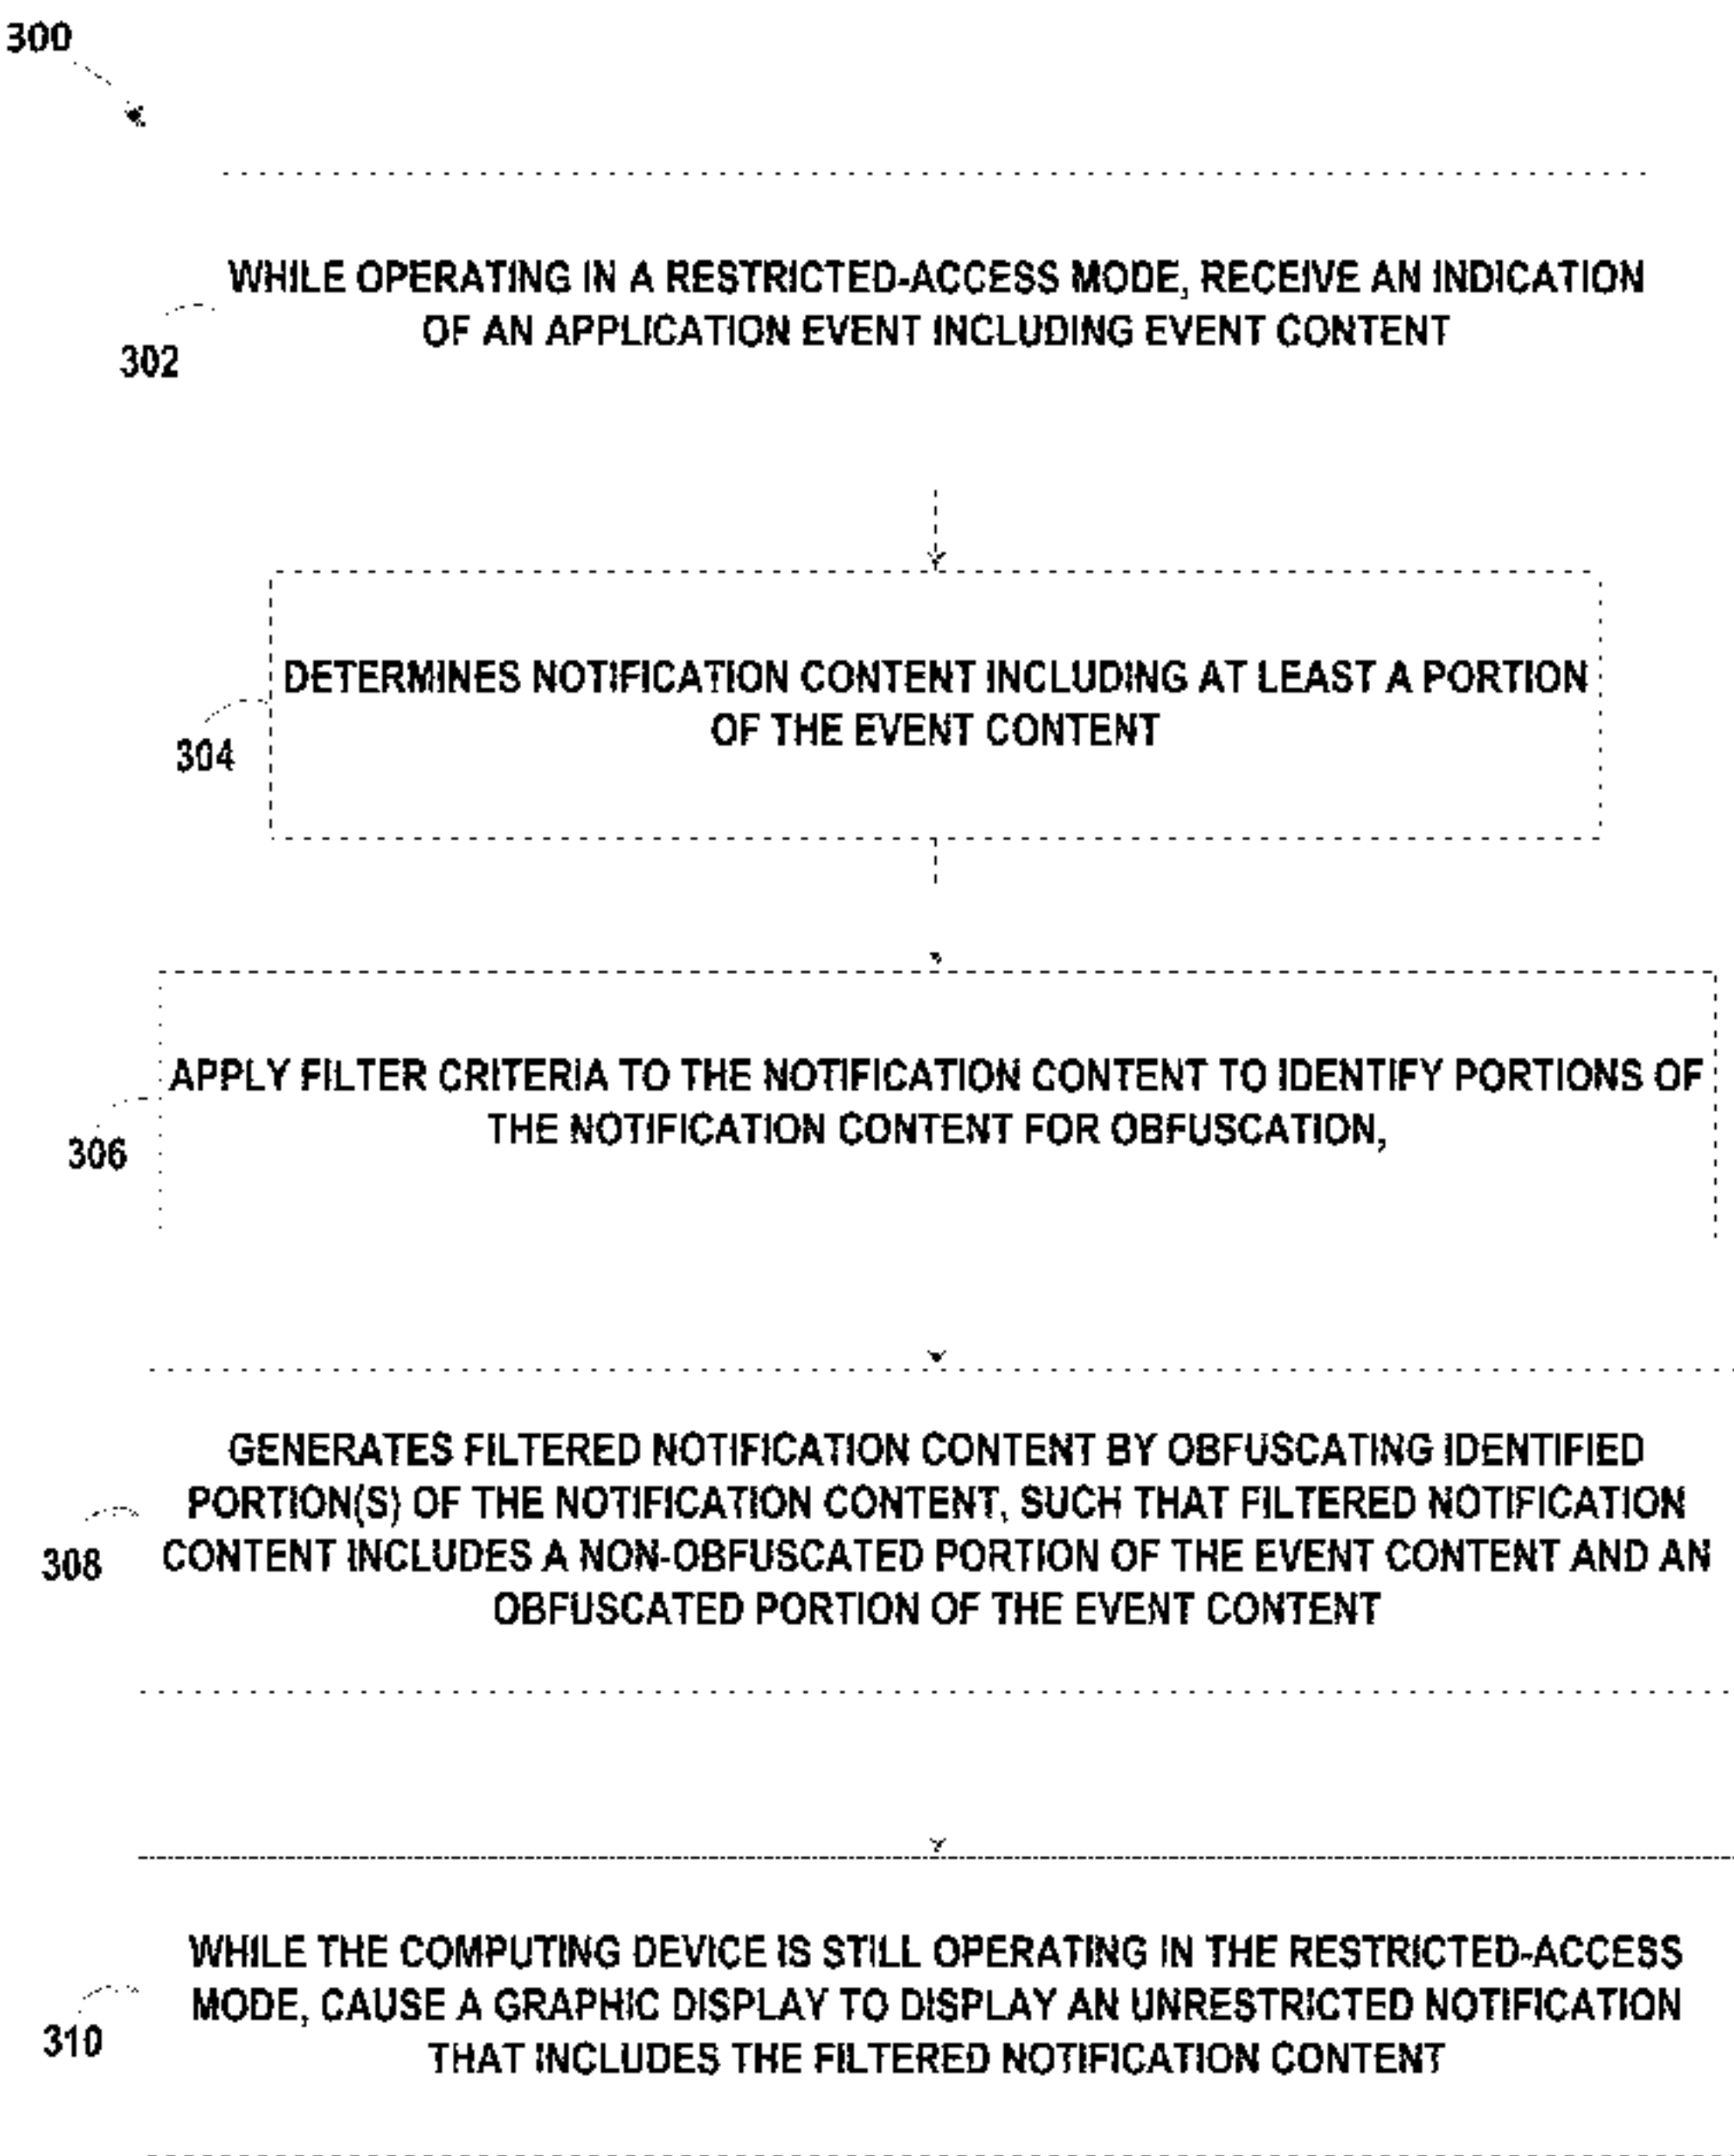 300
WHILE OPERATING IN A RESTRICTED-ACCESS MODE, RECEIVE AN INDICATION
OF AN APPLICATION EVENT INCLUDING EVENT CONTENT
302
DETERMINES NOTIFICATION CONTENT INCLUDING AT LEAST A PORTION
OF THE EVENT CONTENT
304
APPLY FILTER CRITERIA TO THE NOTIFICATION CONTENT TO IDENTIFY PORTIONS OF
THE NOTIFICATION CONTENT FOR OBFUSCATION,
306
GENERATES FILTERED NOTIFICATION CONTENT BY OBFUSCATING IDENTIFIED
PORTION(S) OF THE NOTIFICATION CONTENT, SUCH THAT FILTERED NOTIFICATION
CONTENT INCLUDES A NON-OBFUSCATED PORTION OF THE EVENT CONTENT AND AN
OBFUSCATED PORTION OF THE EVENT CONTENT
308
WHILE THE COMPUTING DEVICE IS STILL OPERATING IN THE RESTRICTED-ACCESS
MODE, CAUSE A GRAPHIC DISPLAY TO DISPLAY AN UNRESTRICTED NOTIFICATION
THAT INCLUDES THE FILTERED NOTIFICATION CONTENT
310